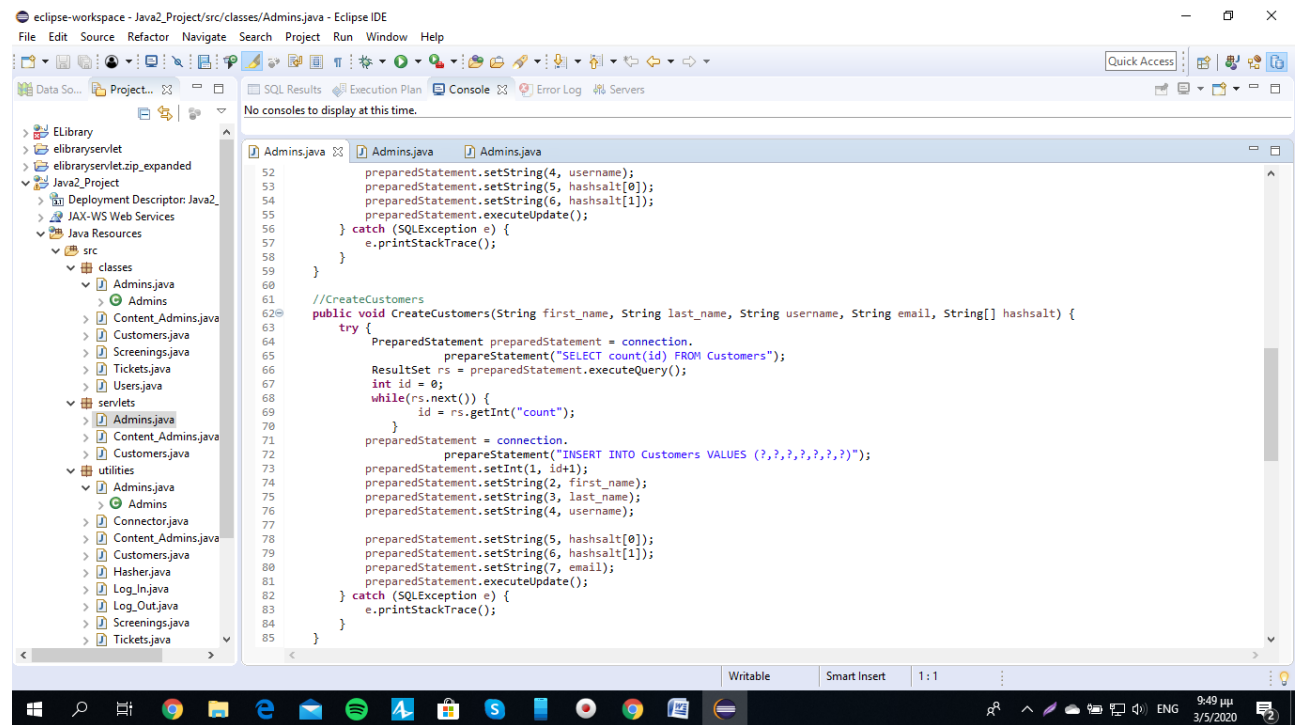 eclipse-workspace - Java2_Project/src/classes/Admins.java - Eclipse IDE
File Edit Source Refactor Navigate Search Project Run Window Help
Quick Access
Data So... Project...
SQL Results Execution Plan Console Error Log Servers
No consoles to display at this time.
ELibrary
elibraryservlet
elibraryservlet.zip_expanded
Java2_Project
Deployment Descriptor: Java2_
JAX-WS Web Services
Java Resources
src
classes
Admins.java
Admins
Content_Admins.java
Customers.java
Screenings.java
Tickets.java
Users.java
servlets
Admins.java
Content_Admins.java
Customers.java
utilities
Admins.java
Admins
Connector.java
Content_Admins.java
Customers.java
Hasher.java
Log_In.java
Log_Out.java
Screenings.java
Tickets.java
Admins.java Admins.java Admins.java
52 preparedStatement.setString(4, username);
53 preparedStatement.setString(5, hashsalt[0]);
54 preparedStatement.setString(6, hashsalt[1]);
55 preparedStatement.executeUpdate();
56 } catch (SQLException e) {
57 e.printStackTrace();
58 }
59 }
60
61 //CreateCustomers
62 public void CreateCustomers(String first_name, String last_name, String username, String email, String[] hashsalt) {
63 try {
64 PreparedStatement preparedStatement = connection.
65 prepareStatement("SELECT count(id) FROM Customers");
66 ResultSet rs = preparedStatement.executeQuery();
67 int id = 0;
68 while(rs.next()) {
69 id = rs.getInt("count");
70 }
71 preparedStatement = connection.
72 prepareStatement("INSERT INTO Customers VALUES (?,?,?,?,?,?,?)");
73 preparedStatement.setInt(1, id+1);
74 preparedStatement.setString(2, first_name);
75 preparedStatement.setString(3, last_name);
76 preparedStatement.setString(4, username);
77
78 preparedStatement.setString(5, hashsalt[0]);
79 preparedStatement.setString(6, hashsalt[1]);
80 preparedStatement.setString(7, email);
81 preparedStatement.executeUpdate();
82 } catch (SQLException e) {
83 e.printStackTrace();
84 }
85 }
Writable Smart Insert 1 : 1
ENG
9:49 μμ
3/5/2020
2